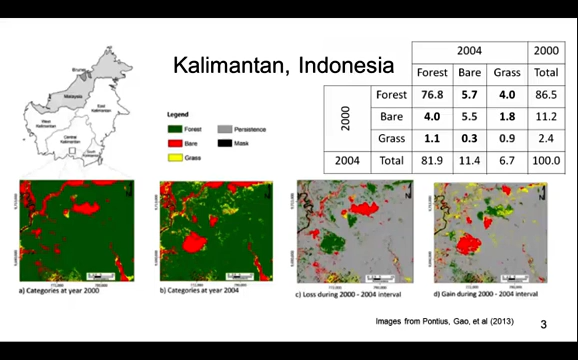 Kalimantan, Indonesia
2004 2000
Forest Bare Grass Total
2000
Forest 76.8 5.7 4.0 86.5
Bare 4.0 5.5 1.8 11.2
Grass 1.1 0.3 0.9 2.4
2004 Total 81.9 11.4 6.7 100.0
Brunei
Malaysia
East
Kalimantan
West
Kalimantan
Central
Kalimantan
South
Kalimantan
Legend
Forest Persistence
Bare Mask
Grass
N
N
N
N
a) Categories at year 2000
b) Categories at year 2004
c) Loss during 2000 - 2004 interval
d) Gain during 2000 - 2004 interval
Images from Pontius, Gao, et al (2013)
3